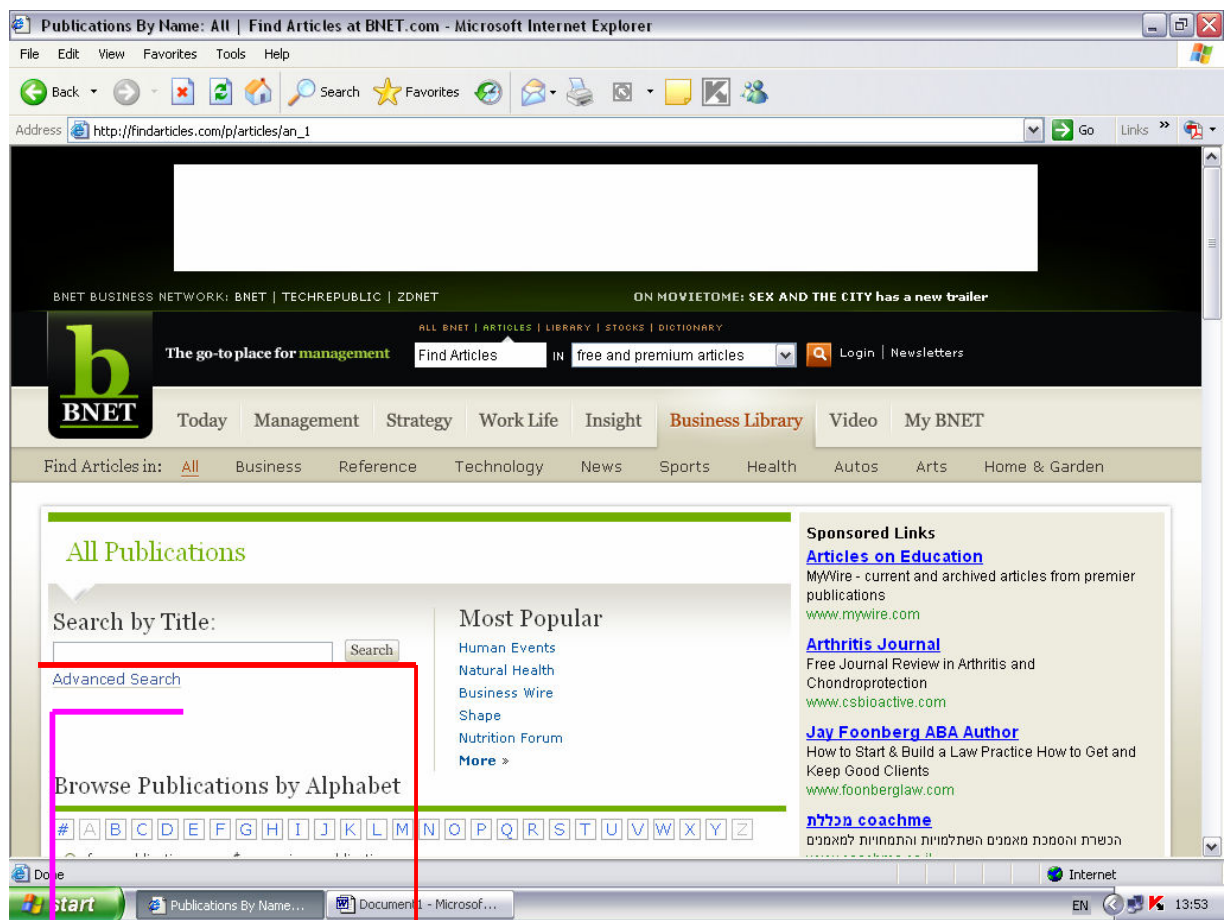 Publications By Name: All | Find Articles at BNET.com - Microsoft Internet Explorer
File Edit View Favorites Tools Help
Back Search Favorites
Address http://findarticles.com/p/articles/an_1 Go Links »
BNET BUSINESS NETWORK: BNET | TECHREPUBLIC | ZDNET ON MOVIETOME: SEX AND THE CITY has a new trailer
ALL BNET | ARTICLES | LIBRARY | STOCKS | DICTIONARY
b
BNET
The go-to place for management Find Articles IN free and premium articles Login | Newsletters
Today Management Strategy Work Life Insight Business Library Video My BNET
Find Articles in: All Business Reference Technology News Sports Health Autos Arts Home & Garden
All Publications
Search by Title:
Search
Advanced Search
Most Popular
Human Events
Natural Health
Business Wire
Shape
Nutrition Forum
More »
Browse Publications by Alphabet
# A B C D E F G H I J K L M N O P Q R S T U V W X Y Z
Sponsored Links
Articles on Education
MyWire - current and archived articles from premier
publications
www.mywire.com
Arthritis Journal
Free Journal Review in Arthritis and
Chondroprotection
www.csbioactive.com
Jay Foonberg ABA Author
How to Start & Build a Law Practice How to Get and
Keep Good Clients
www.foonberglaw.com
מכללת coachme
הכשרת והסמכת מאמנים השתלמויות והתמחויות למאמנים
Done Internet
start Publications By Name... Document1 - Microsof... EN 13:53